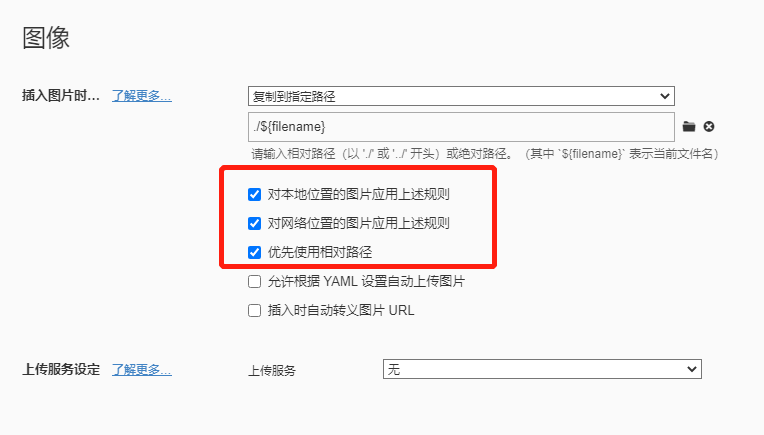 图像
插入图片时… 了解更多… 复制到指定路径
./${filename}
请输入相对路径（以 './' 或 '../' 开头）或绝对路径。（其中 `${filename}` 表示当前文件名）
对本地位置的图片应用上述规则
对网络位置的图片应用上述规则
优先使用相对路径
允许根据 YAML 设置自动上传图片
插入时自动转义图片 URL
上传服务设定 了解更多… 上传服务 无